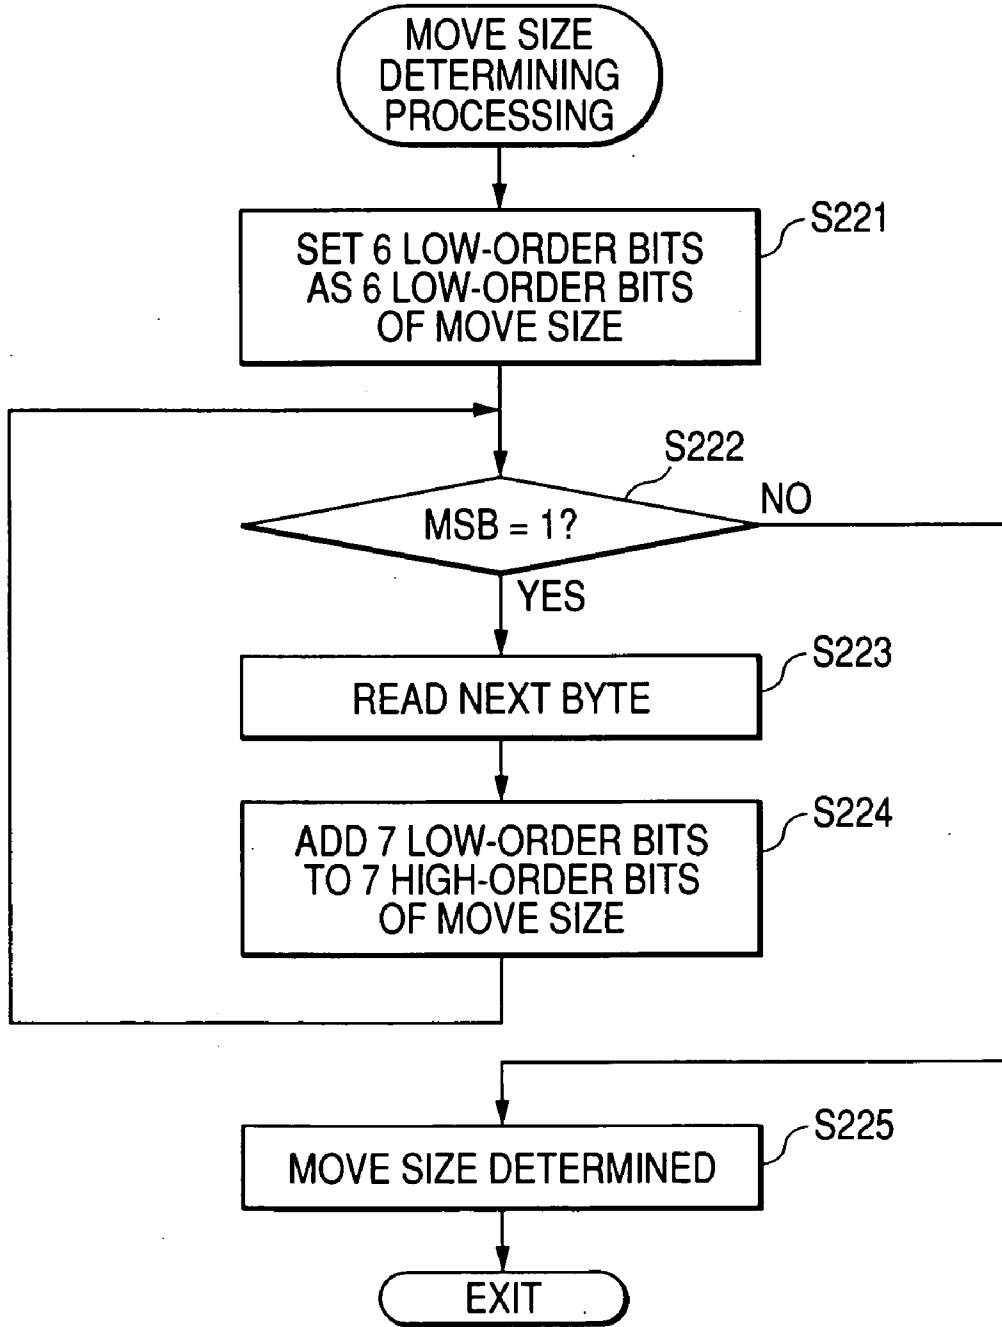 MOVE SIZE
DETERMINING
PROCESSING
S221
SET 6 LOW-ORDER BITS
AS 6 LOW-ORDER BITS
OF MOVE SIZE
S222
MSB = 1?
NO
YES
S223
READ NEXT BYTE
S224
ADD 7 LOW-ORDER BITS
TO 7 HIGH-ORDER BITS
OF MOVE SIZE
S225
MOVE SIZE DETERMINED
EXIT